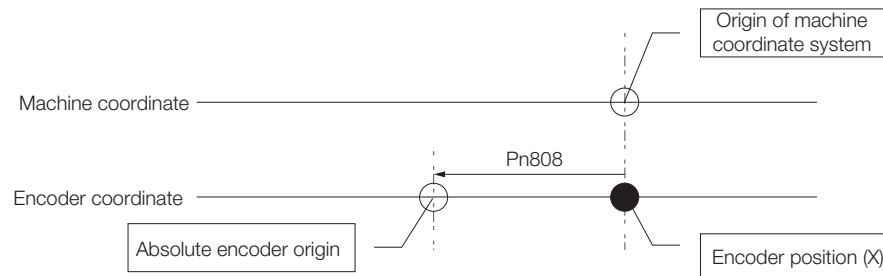 Origin of machine
coordinate system
Machine coordinate
Pn808
Encoder coordinate
Absolute encoder origin
Encoder position (X)